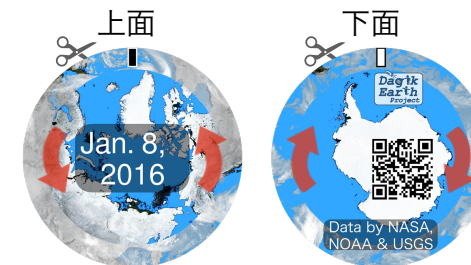 上面
下面
Jan. 8,
2016
Dagik
Earth
Project
Data by NASA,
NOAA & USGS